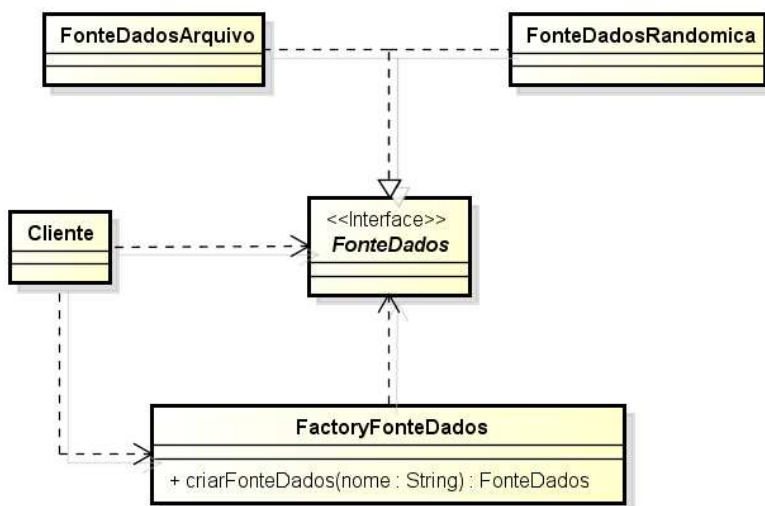 FonteDadosArquivo
FonteDadosRandomica
<<Interface>>
FonteDados
Cliente
FactoryFonteDados
+ criarFonteDados(nome : String) : FonteDados